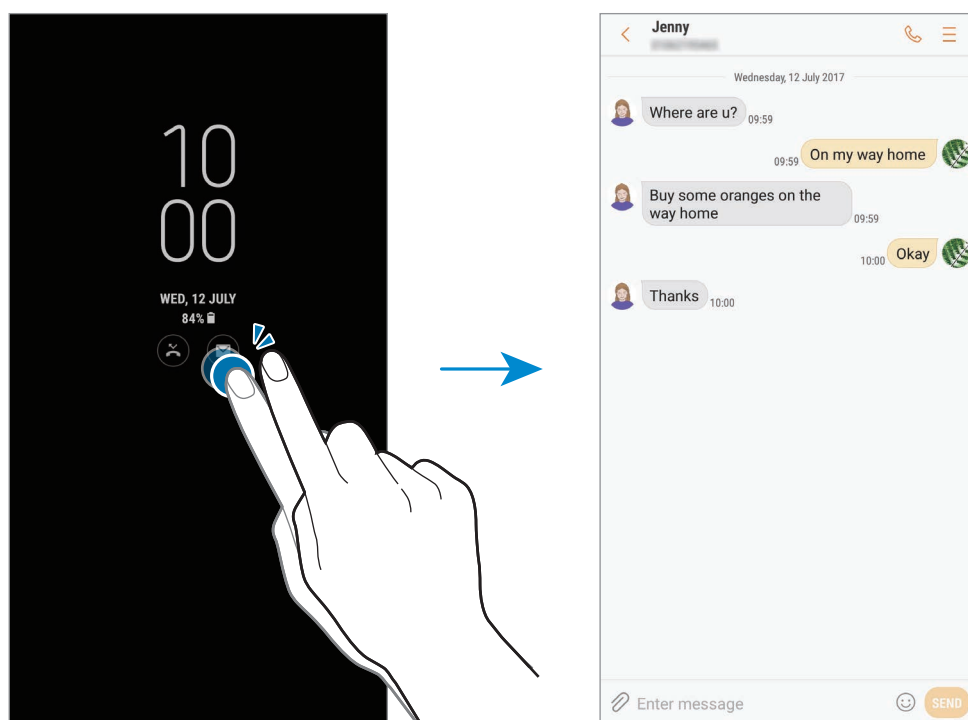 10
00
WED, 12 JULY
84%
Jenny
Wednesday, 12 July 2017
Where are u? 09:59
09:59 On my way home
Buy some oranges on the
way home 09:59
10:00 Okay
Thanks 10:00
Enter message SEND